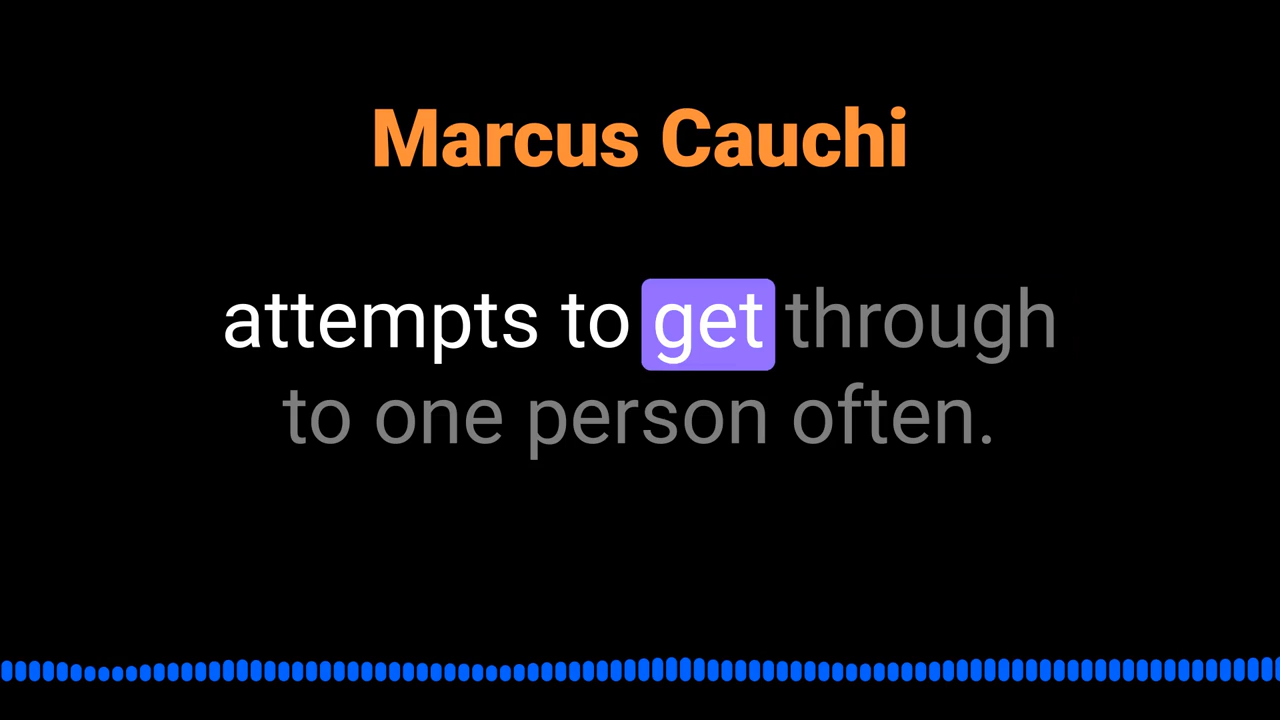 Marcus Cauchi
attempts to get through
to one person often.